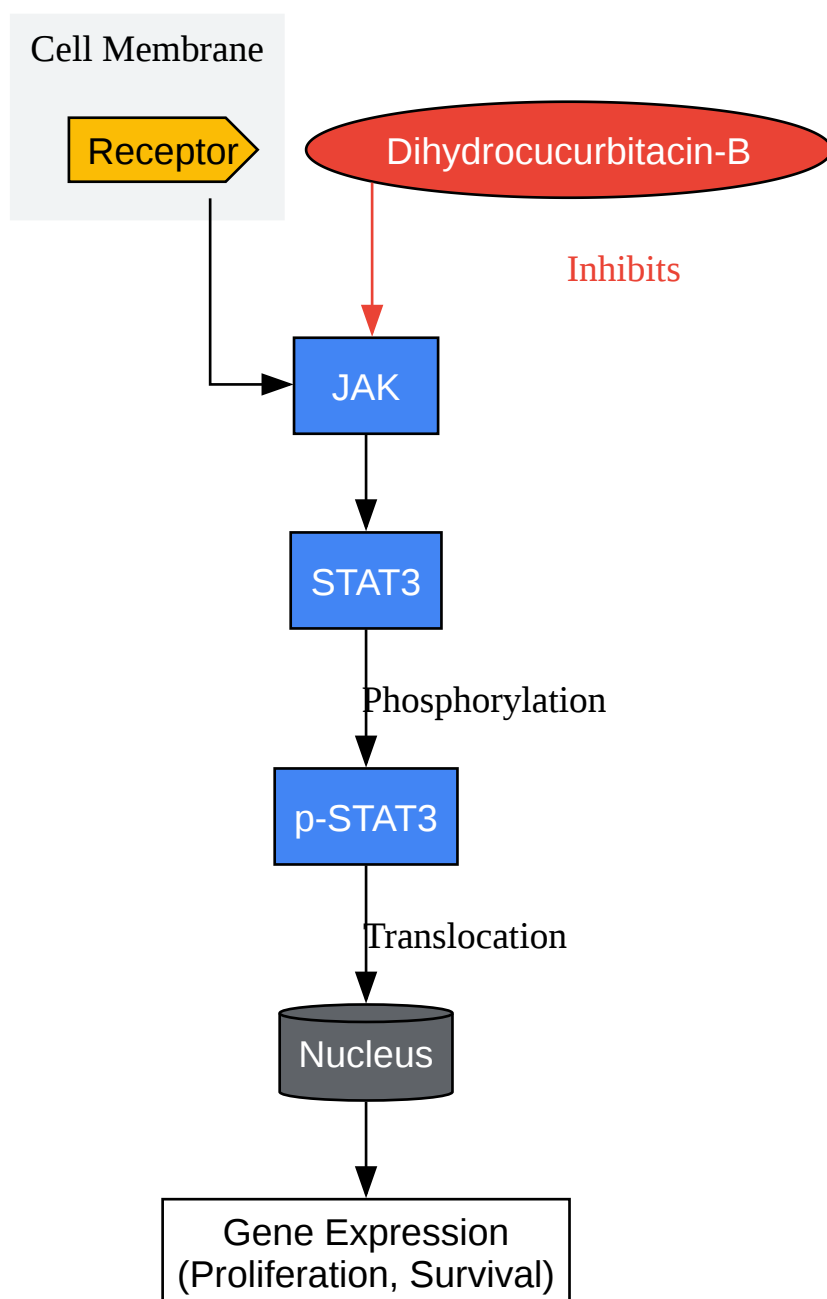 Cell Membrane
Receptor
Dihydrocucurbitacin-B
Inhibits
JAK
STAT3
Phosphorylation
p-STAT3
Translocation
Nucleus
Gene Expression
(Proliferation, Survival)